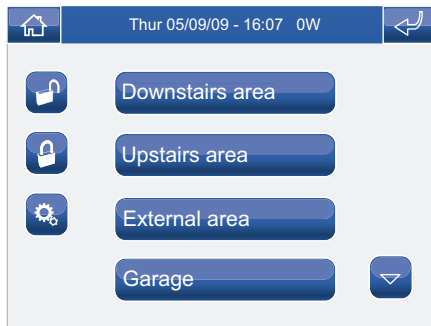 Thur 05/09/09 - 16:07 0W
Downstairs area
Upstairs area
External area
Garage